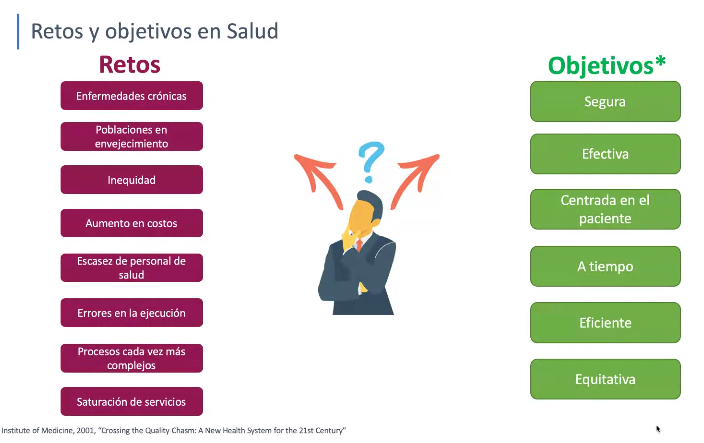 Retos y objetivos en Salud
Retos
Enfermedades crónicas
Poblaciones en
envejecimiento
Inequidad
Aumento en costos
Escasez de personal de
salud
Errores en la ejecución
Procesos cada vez más
complejos
Saturación de servicios
?
Objetivos*
Segura
Efectiva
Centrada en el
paciente
A tiempo
Eficiente
Equitativa
Institute of Medicine, 2001, “Crossing the Quality Chasm: A New Health System for the 21st Century”